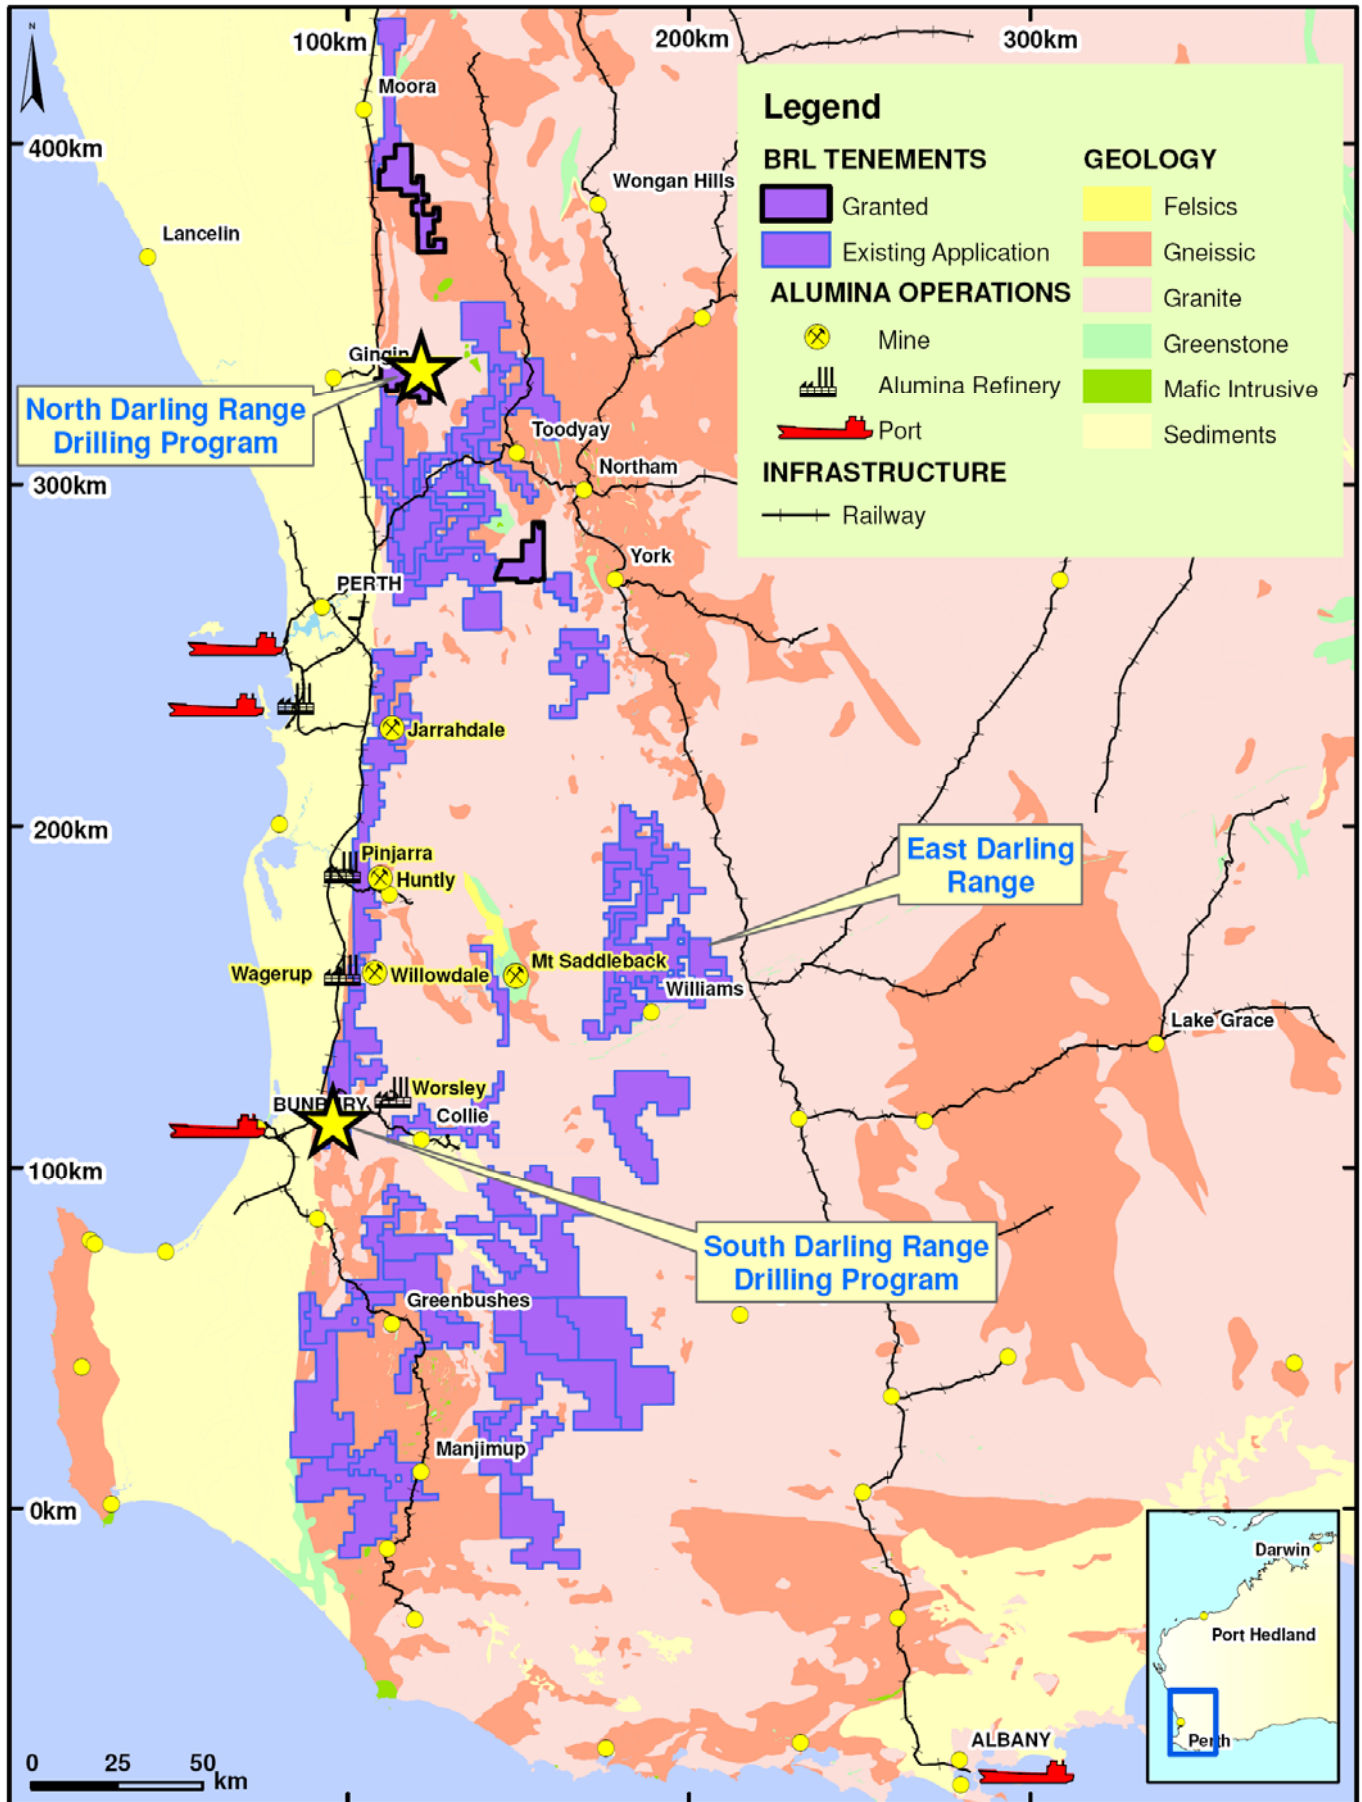 N
100km
200km
300km
Moora
400km
Wongan Hills
Lancelin
Gingin
North Darling Range
Drilling Program
Toodyay
Northam
300km
York
PERTH
Jarrahdale
200km
Pinjarra
Huntly
East Darling
Range
Wagerup
Willowdale
Mt Saddleback
Williams
Lake Grace
Worsley
BUNBURY
Collie
100km
South Darling Range
Drilling Program
Greenbushes
Manjimup
0km
ALBANY
0 25 50
km
Legend
BRL TENEMENTS
Granted
Existing Application
ALUMINA OPERATIONS
Mine
Alumina Refinery
Port
INFRASTRUCTURE
Railway
GEOLOGY
Felsics
Gneissic
Granite
Greenstone
Mafic Intrusive
Sediments
Darwin
Port Hedland
Perth